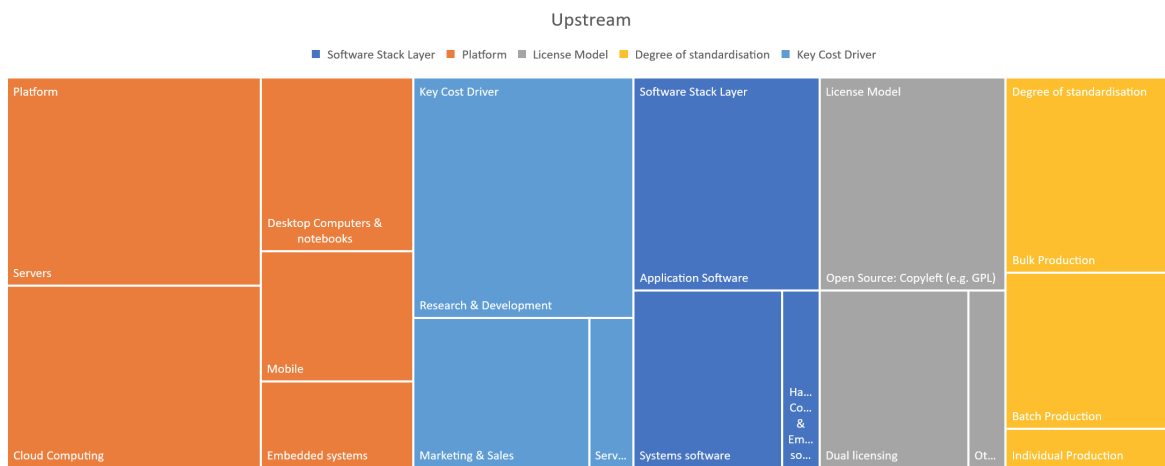 Upstream
Software Stack Layer
Platform
License Model
Degree of standardisation
Key Cost Driver
Platform
Servers
Cloud Computing
Desktop Computers &
notebooks
Mobile
Embedded systems
Key Cost Driver
Research & Development
Marketing & Sales
Serv...
Software Stack Layer
Application Software
Systems software
Ha...
Co...
&
Em...
so...
License Model
Open Source: Copyleft (e.g. GPL)
Dual licensing
Ot...
Degree of standardisation
Bulk Production
Batch Production
Individual Production